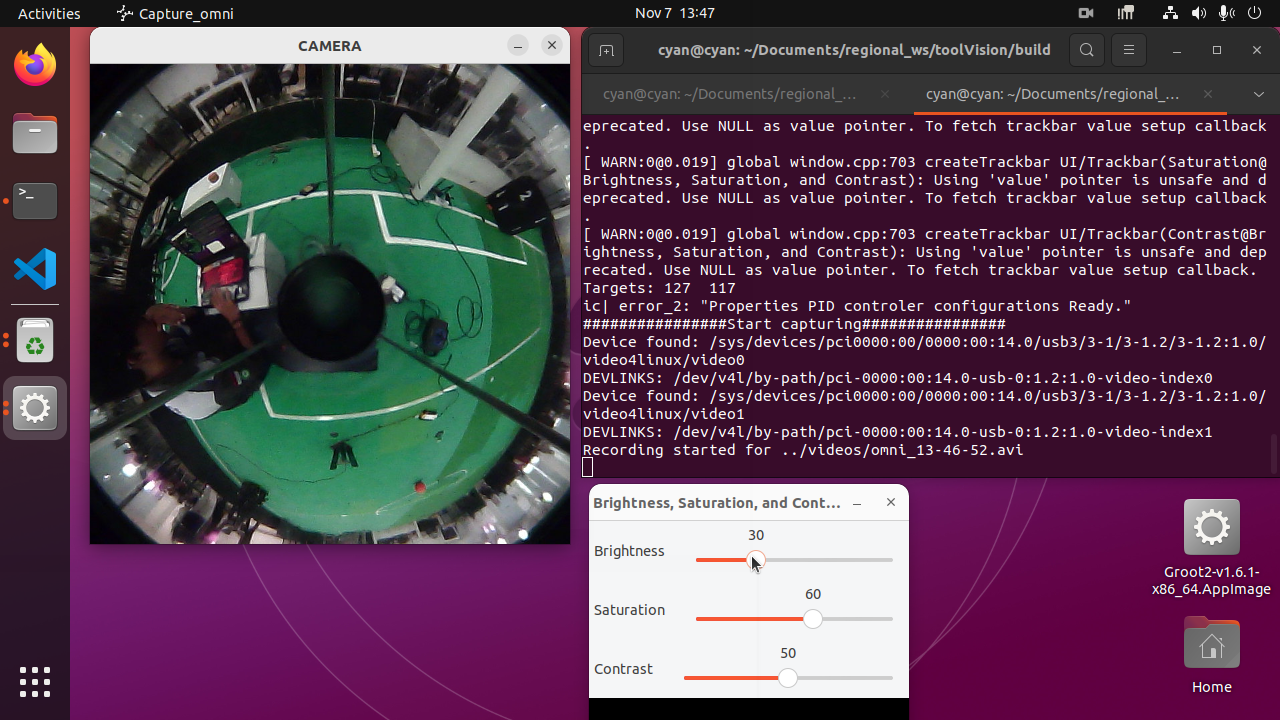 Activities
Capture_omni
Nov 7 13:47
CAMERA
2
cyan@cyan: ~/Documents/regional_ws/toolVision/build
cyan@cyan: ~/Documents/regional_...
cyan@cyan: ~/Documents/regional_...
eprecated. Use NULL as value pointer. To fetch trackbar value setup callback
.
[ WARN:0@0.019] global window.cpp:703 createTrackbar UI/Trackbar(Saturation@
Brightness, Saturation, and Contrast): Using 'value' pointer is unsafe and d
eprecated. Use NULL as value pointer. To fetch trackbar value setup callback
.
[ WARN:0@0.019] global window.cpp:703 createTrackbar UI/Trackbar(Contrast@Br
ightness, Saturation, and Contrast): Using 'value' pointer is unsafe and dep
recated. Use NULL as value pointer. To fetch trackbar value setup callback.
Targets: 127  117
ic| error_2: "Properties PID controler configurations Ready."
################Start capturing################
Device found: /sys/devices/pci0000:00/0000:00:14.0/usb3/3-1/3-1.2/3-1.2:1.0/
video4linux/video0
DEVLINKS: /dev/v4l/by-path/pci-0000:00:14.0-usb-0:1.2:1.0-video-index0
Device found: /sys/devices/pci0000:00/0000:00:14.0/usb3/3-1/3-1.2/3-1.2:1.0/
video4linux/video1
DEVLINKS: /dev/v4l/by-path/pci-0000:00:14.0-usb-0:1.2:1.0-video-index1
Recording started for ../videos/omni_13-46-52.avi
Brightness, Saturation, and Cont...
30
Brightness
60
Saturation
50
Contrast
Groot2-v1.6.1-
x86_64.AppImage
Home